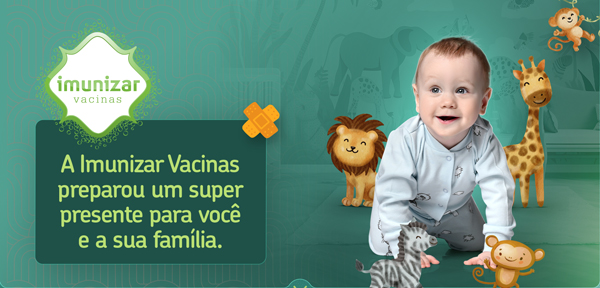 imunizar
vacinas
A Imunizar Vacinas
preparou um super
presente para você
e a sua família.